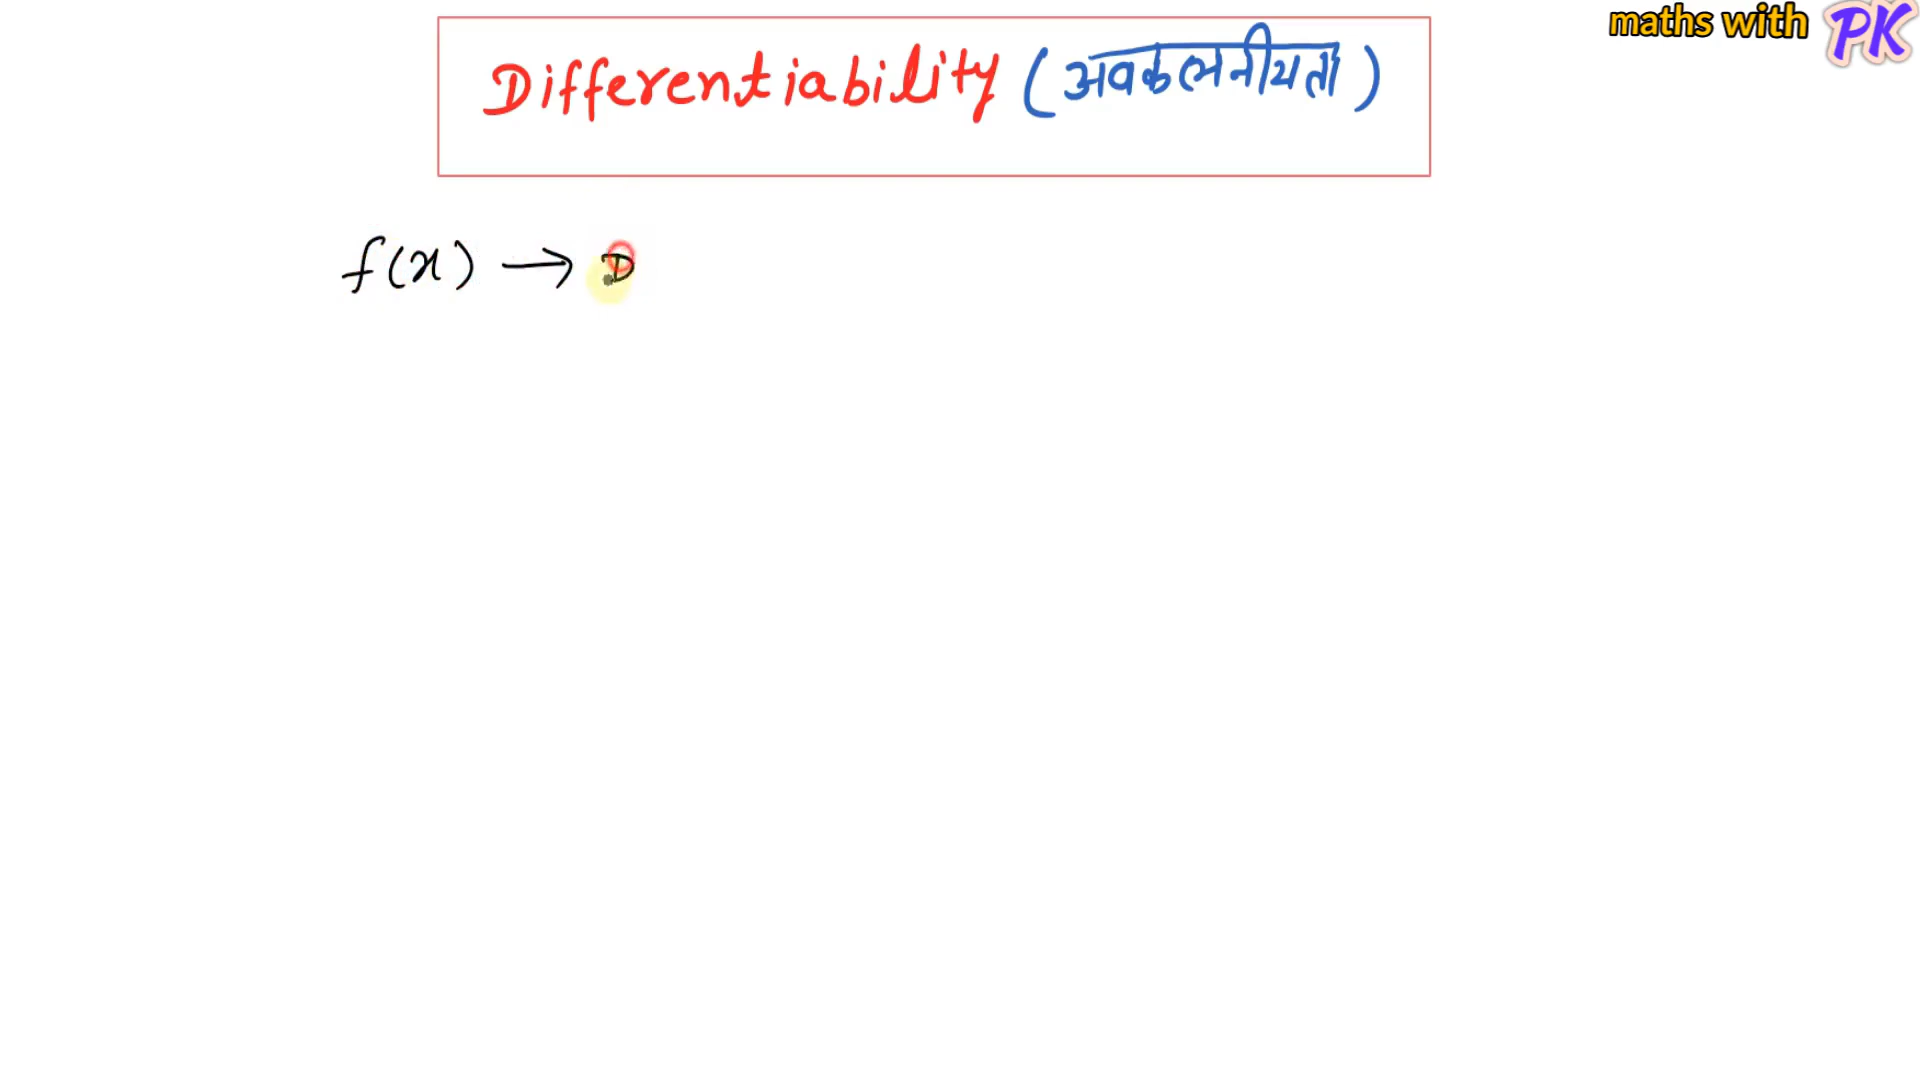 maths with PK
Differentiability (अवकलनीयता)
f(x) → D